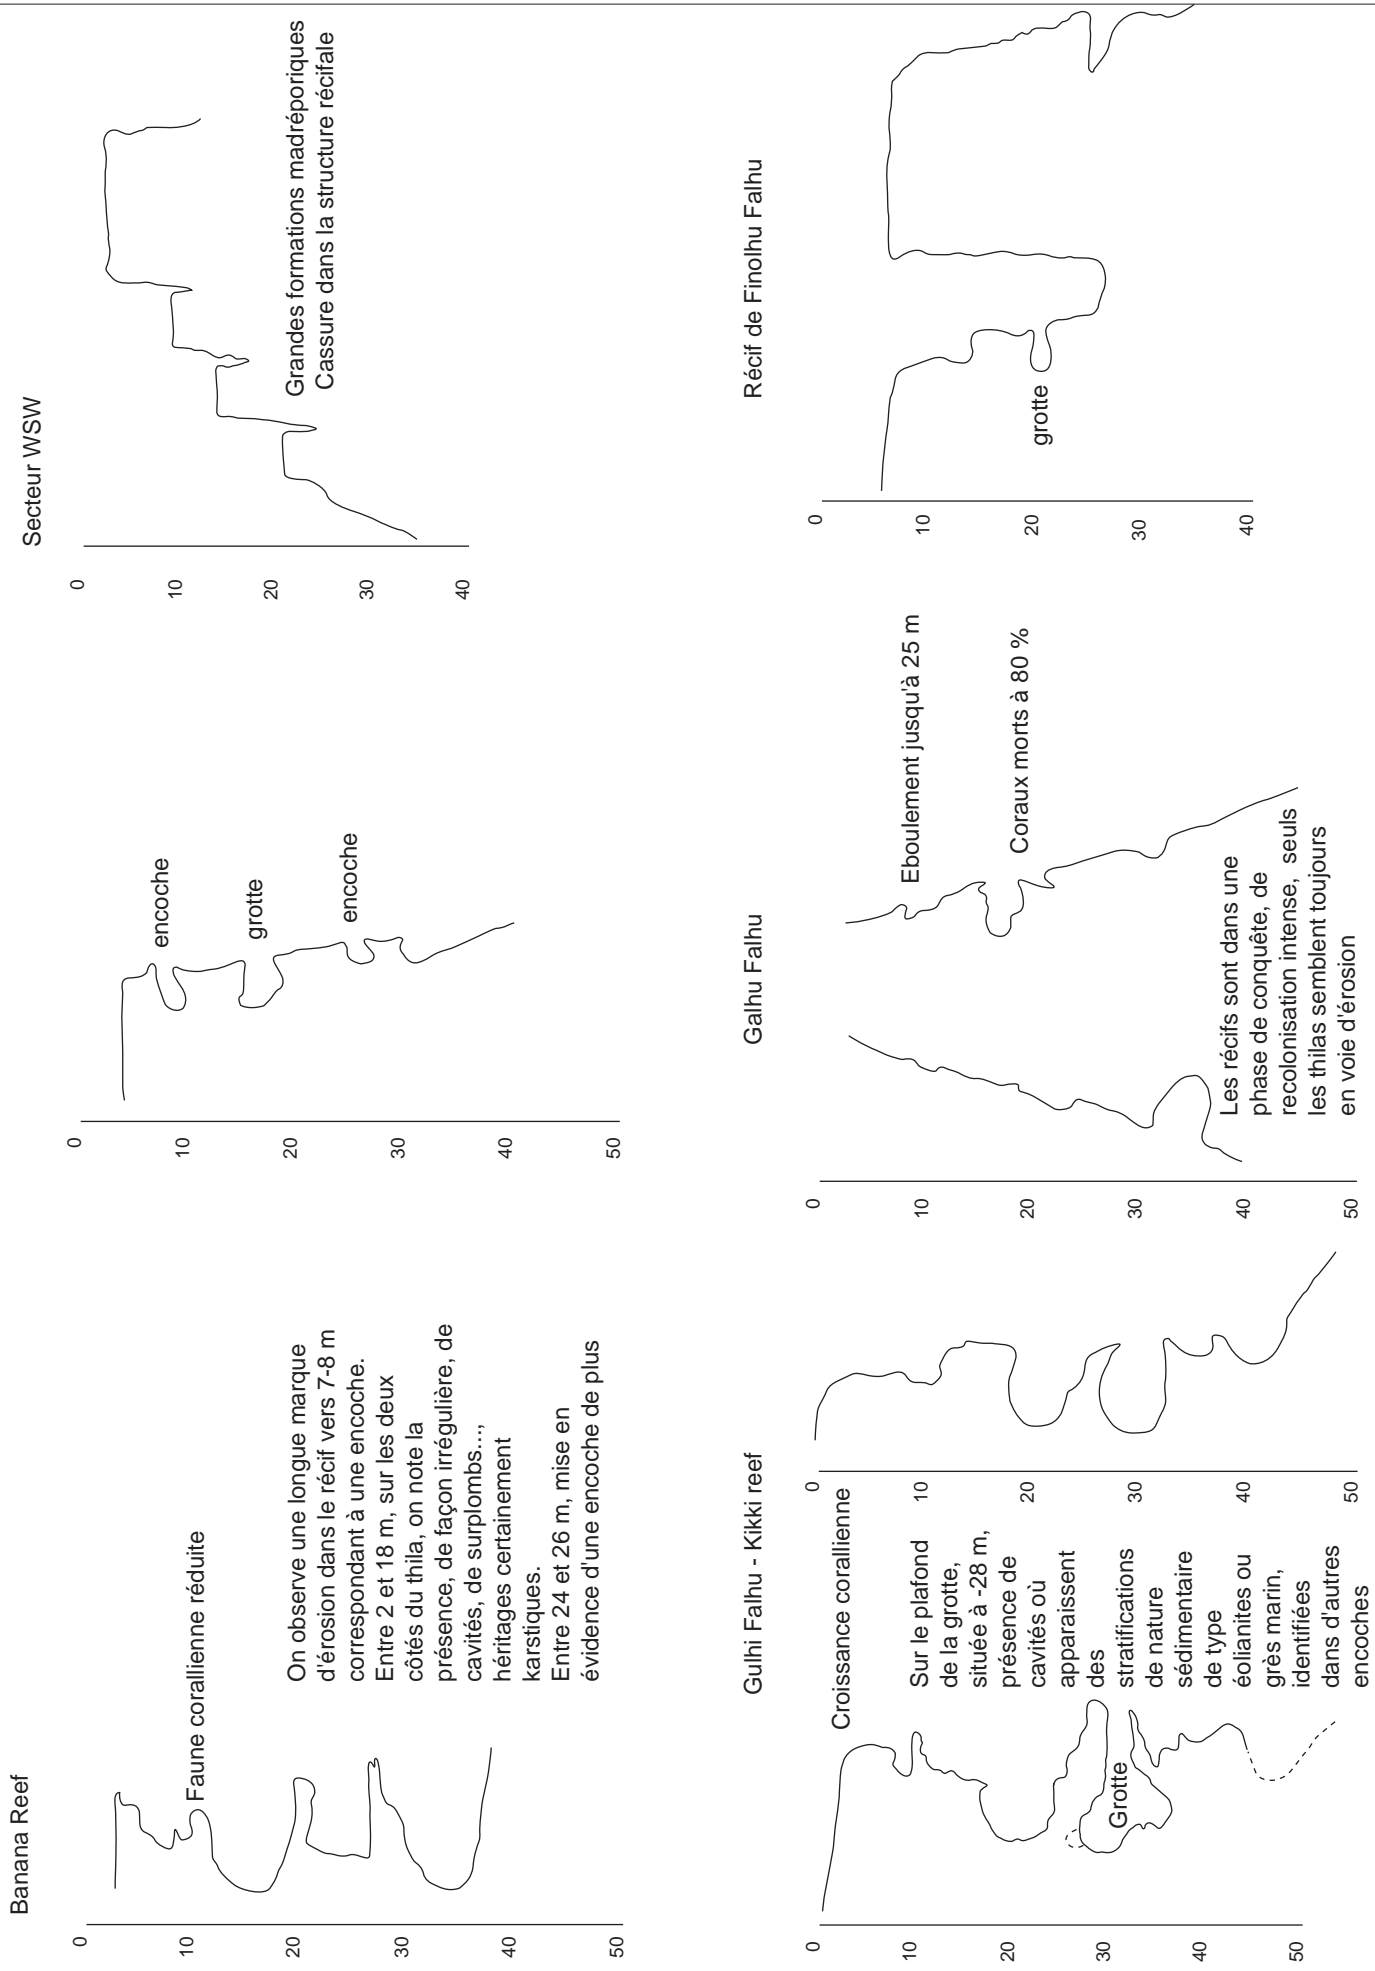 Banana Reef
0
10
20
30
40
50
Faune corallienne réduite
On observe une longue marque
d'érosion dans le récif vers 7-8 m
correspondant à une encoche.
Entre 2 et 18 m, sur les deux
côtés du thila, on note la
présence, de façon irrégulière, de
cavités, de surplombs...,
héritages certainement
karstiques.
Entre 24 et 26 m, mise en
évidence d'une encoche de plus
0
10
20
30
40
50
encoche
grotte
encoche
Secteur WSW
0
10
20
30
40
Grandes formations madréporiques
Cassure dans la structure récifale
Gulhi Falhu - Kikki reef
0
10
20
30
40
50
Croissance corallienne
Grotte
Sur le plafond
de la grotte,
située à -28 m,
présence de
cavités où
apparaissent
des
stratifications
de nature
sédimentaire
de type
éolianites ou
grès marin,
identifiées
dans d'autres
encoches
0
10
20
30
40
50
Galhu Falhu
0
10
20
30
40
50
Eboulement jusqu'à 25 m
Coraux morts à 80 %
Les récifs sont dans une
phase de conquête, de
recolonisation intense, seuls
les thilas semblent toujours
en voie d'érosion
Récif de Finolhu Falhu
0
10
20
30
40
grotte